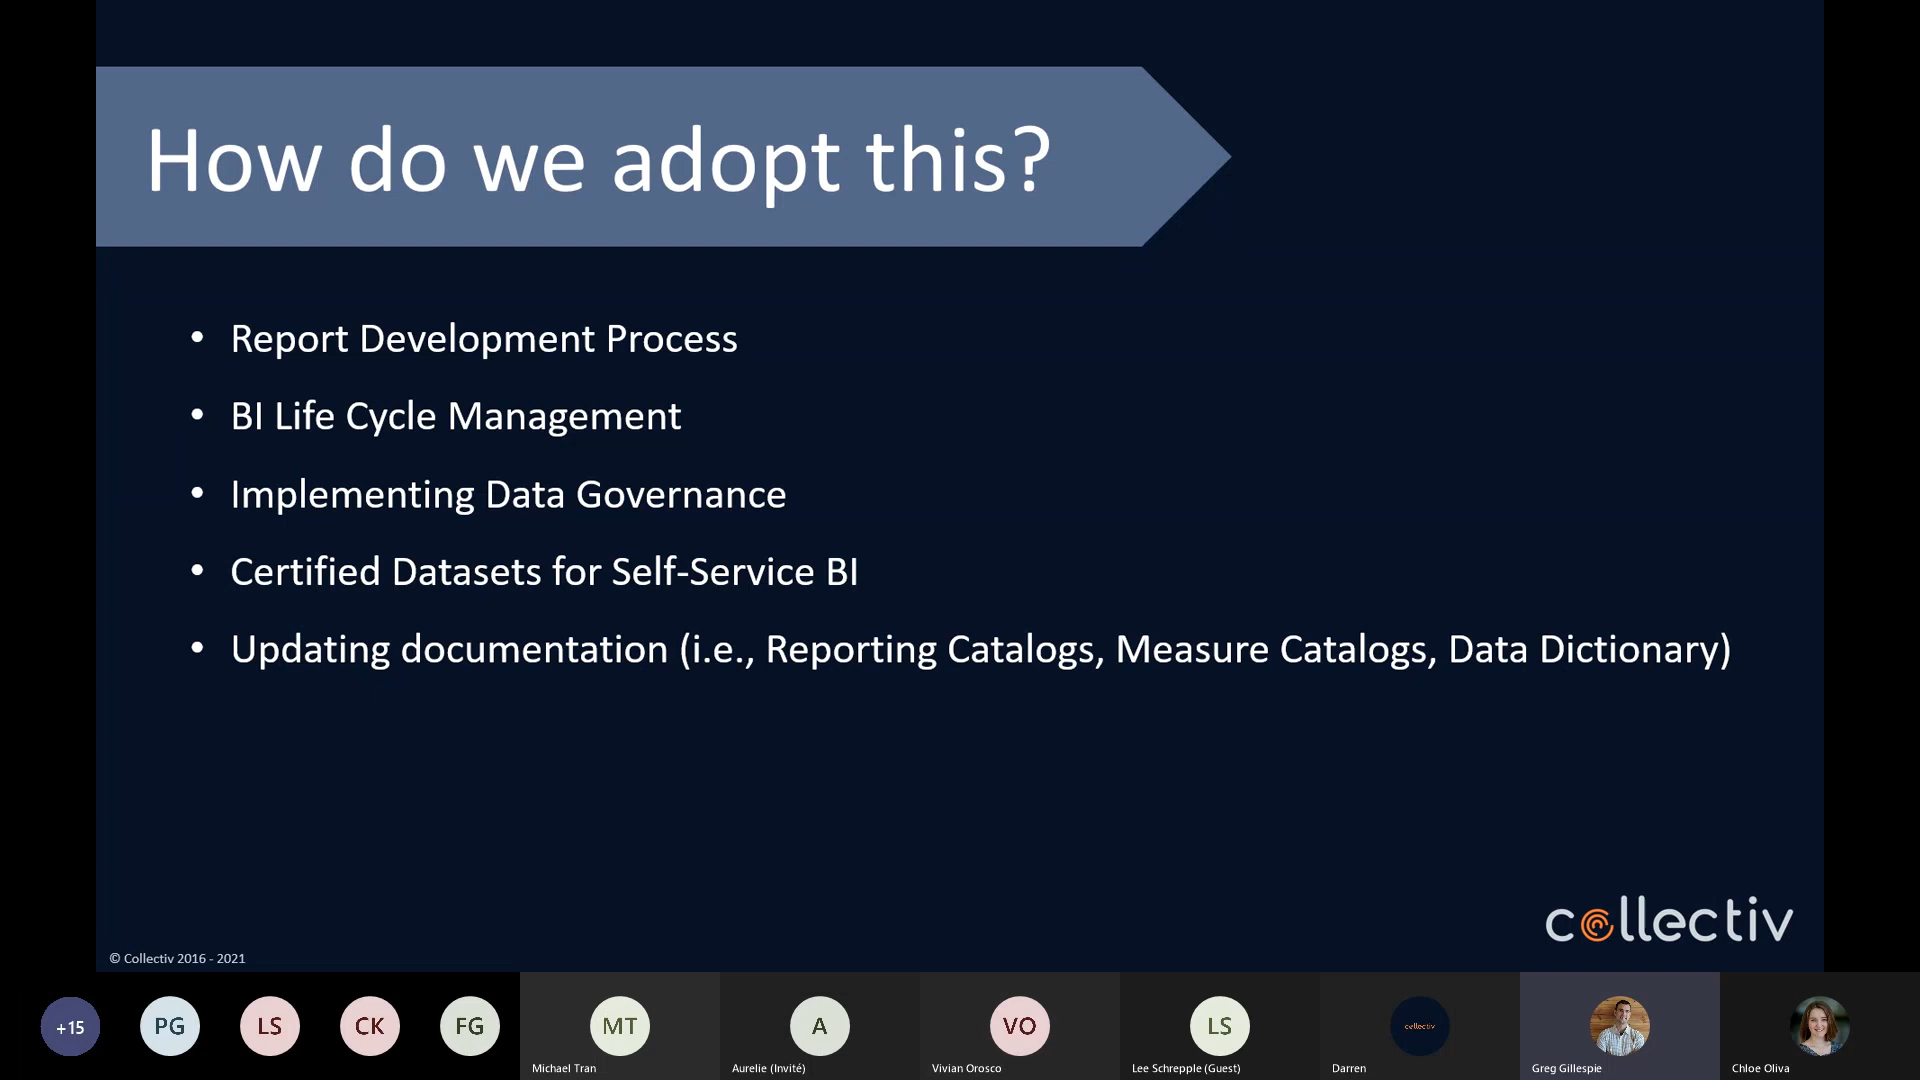 How do we adopt this?
• Report Development Process
• BI Life Cycle Management
• Implementing Data Governance
• Certified Datasets for Self-Service BI
• Updating documentation (i.e., Reporting Catalogs, Measure Catalogs, Data Dictionary)
collectiv
© Collectiv 2016 - 2021
+15
PG
LS
CK
FG
MT
Michael Tran
A
Aurelie (Invité)
VO
Vivian Orosco
LS
Lee Schrepple (Guest)
collectiv
Darren
Greg Gillespie
Chloe Oliva